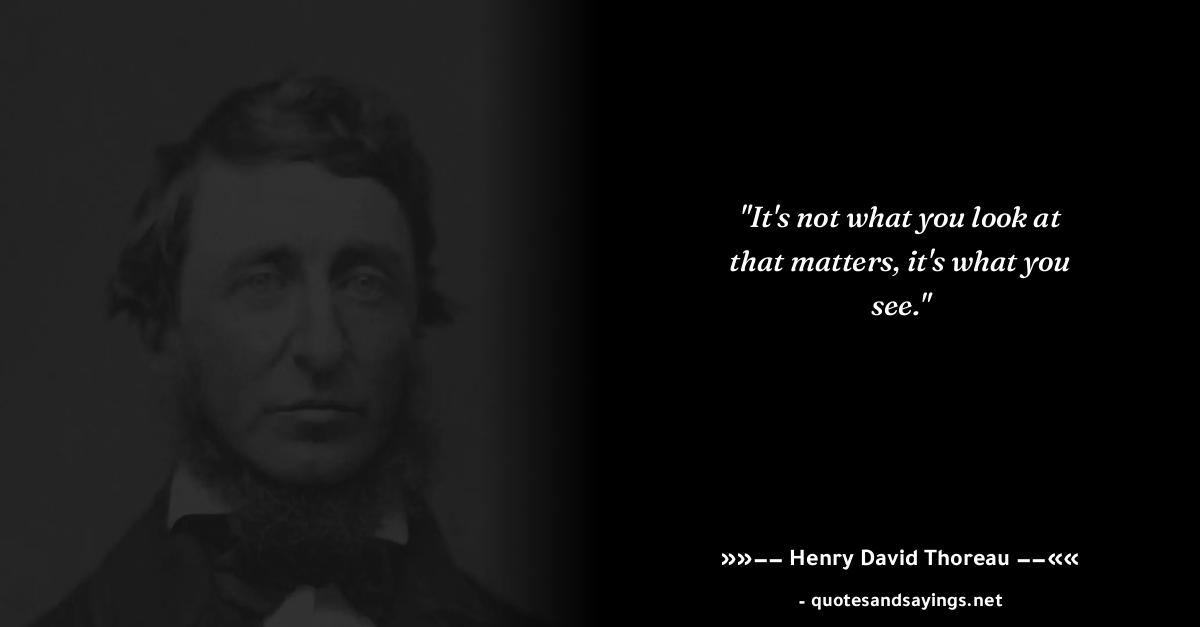 "It's not what you look at
that matters, it's what you
see."
»»−− Henry David Thoreau −−««
- quotesandsayings.net